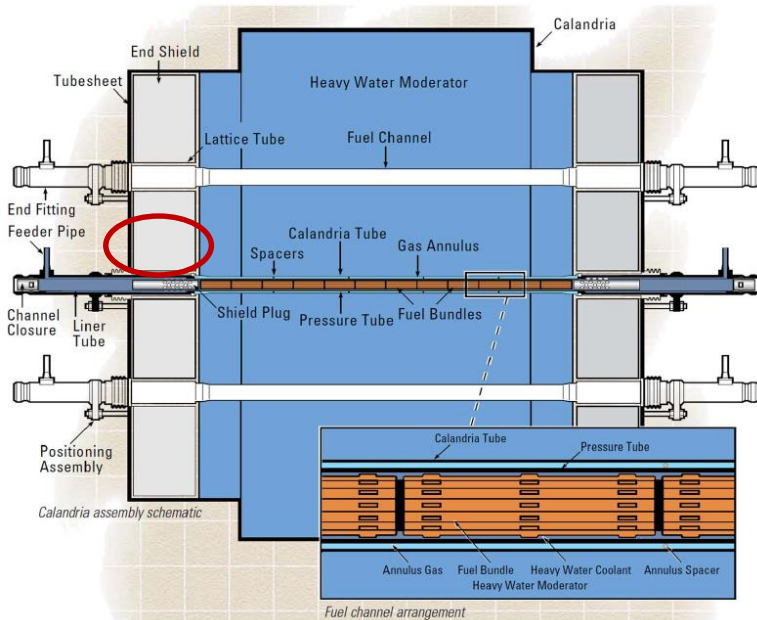 End Shield
Calandria
Tubesheet
Heavy Water Moderator
Lattice Tube
Fuel Channel
End Fitting
Feeder Pipe
Calandria Tube
Spacers
Gas Annulus
Channel
Closure
Liner
Tube
Shield Plug
Pressure Tube
Fuel Bundles
Positioning
Assembly
Calandria Tube
Pressure Tube
Calandria assembly schematic
Annulus Gas
Fuel Bundle
Heavy Water Coolant
Annulus Spacer
Heavy Water Moderator
Fuel channel arrangement